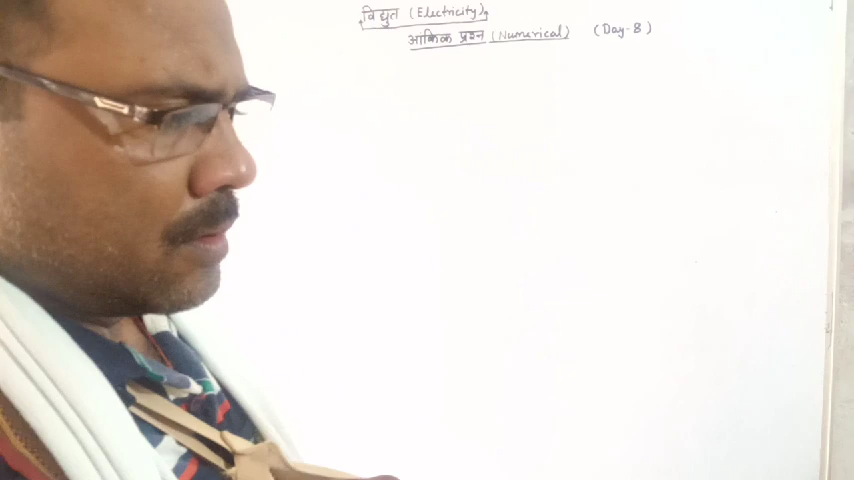 विद्युत (Electricity)
आंकिक प्रश्न (Numerical) (Day-8)